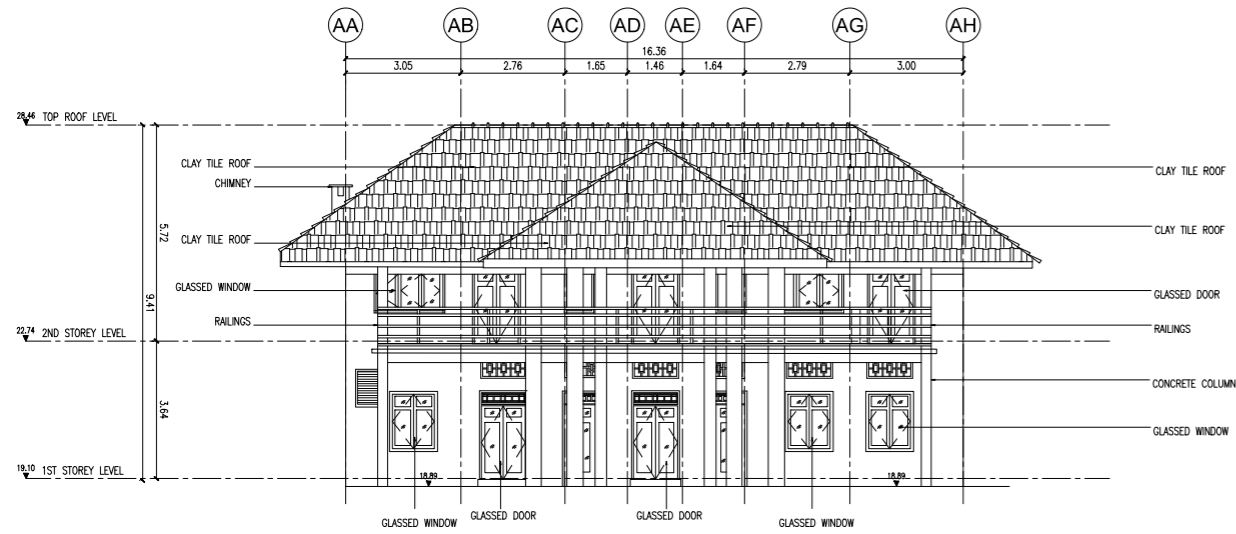 AA AB AC AD AE AF AG AH
16.36
3.05 2.76 1.65 1.46 1.64 2.79 3.00
28.46 TOP ROOF LEVEL
CLAY TILE ROOF
CLAY TILE ROOF
CHIMNEY
5.72
CLAY TILE ROOF
CLAY TILE ROOF
GLASSED WINDOW
GLASSED DOOR
9.41
RAILINGS
RAILINGS
22.74 2ND STOREY LEVEL
CONCRETE COLUMN
3.64
GLASSED WINDOW
19.10 1ST STOREY LEVEL
18.89 18.89
GLASSED WINDOW GLASSED DOOR GLASSED DOOR GLASSED WINDOW